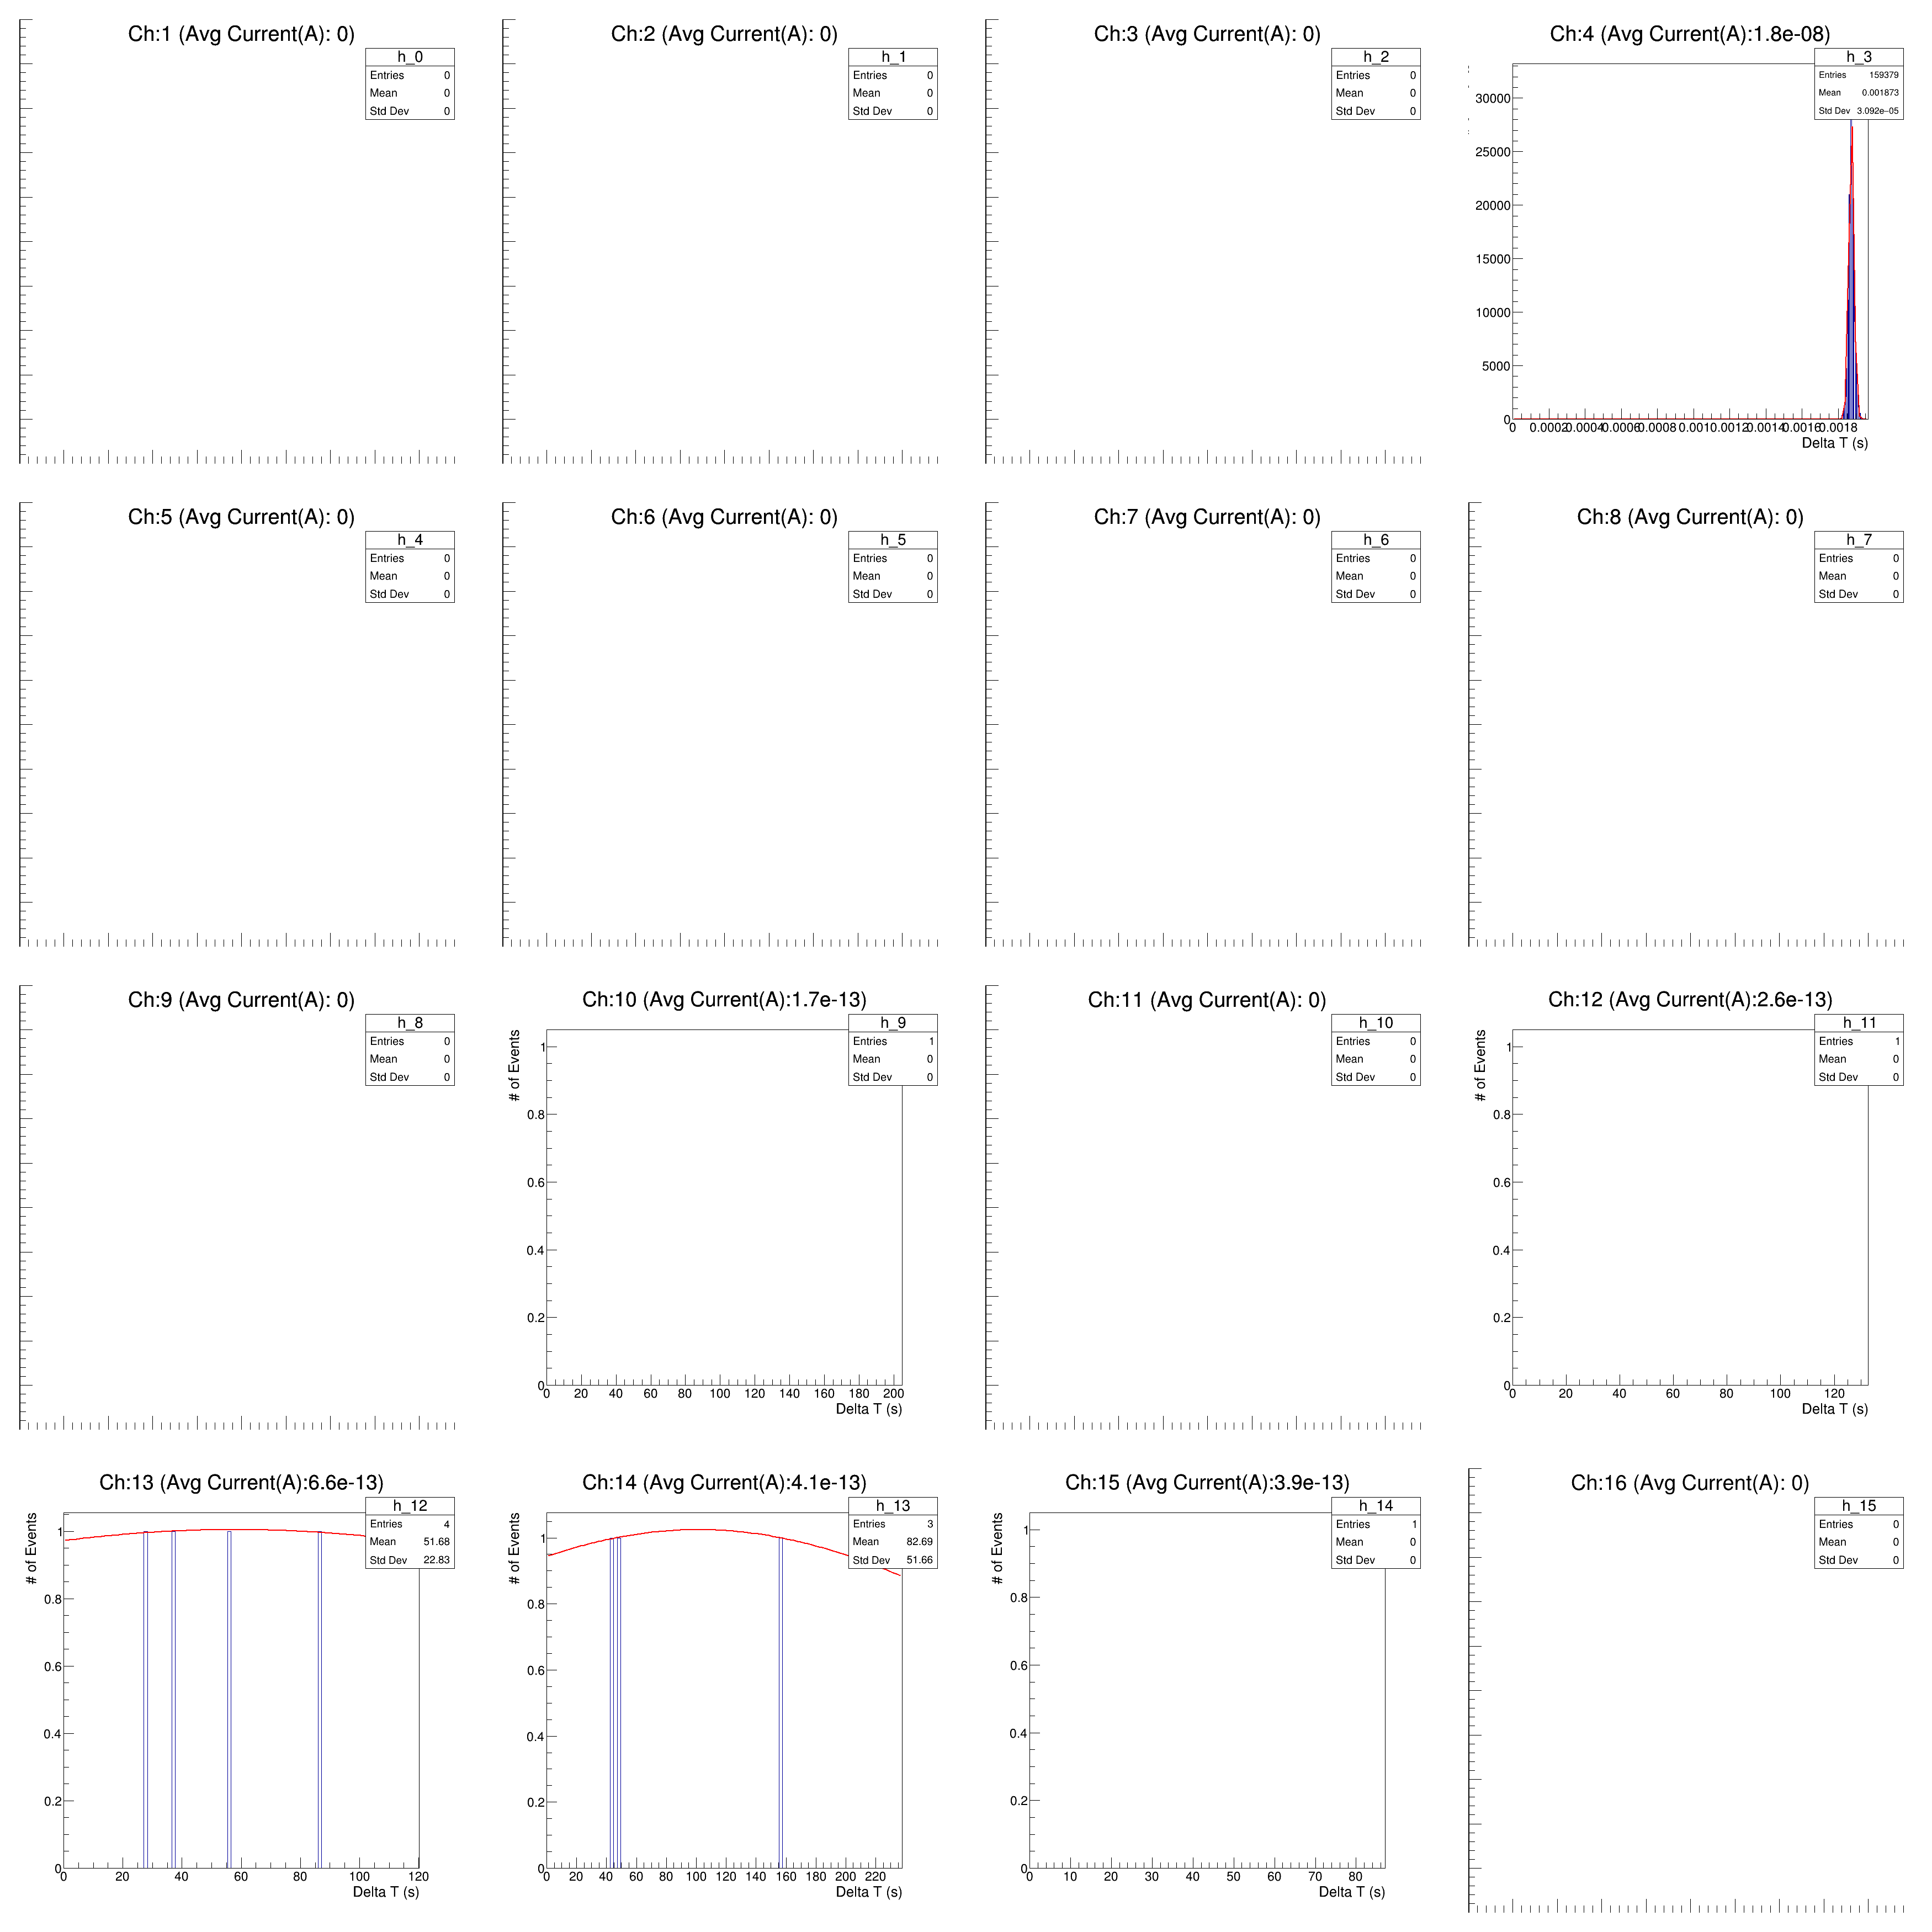 Ch:1 (Avg Current(A): 0)
h_0
Entries 0
Mean 0
Std Dev 0
Ch:2 (Avg Current(A): 0)
h_1
Entries 0
Mean 0
Std Dev 0
Ch:3 (Avg Current(A): 0)
h_2
Entries 0
Mean 0
Std Dev 0
Ch:4 (Avg Current(A):1.8e-08)
h_3
Entries 159379
Mean 0.001873
Std Dev 3.092e-05
30000
25000
20000
15000
10000
5000
0
0 0.0002 0.0004 0.0006 0.0008 0.001 0.0012 0.0014 0.0016 0.0018
Delta T (s)
Ch:5 (Avg Current(A): 0)
h_4
Entries 0
Mean 0
Std Dev 0
Ch:6 (Avg Current(A): 0)
h_5
Entries 0
Mean 0
Std Dev 0
Ch:7 (Avg Current(A): 0)
h_6
Entries 0
Mean 0
Std Dev 0
Ch:8 (Avg Current(A): 0)
h_7
Entries 0
Mean 0
Std Dev 0
Ch:9 (Avg Current(A): 0)
h_8
Entries 0
Mean 0
Std Dev 0
Ch:10 (Avg Current(A):1.7e-13)
h_9
Entries 1
Mean 0
Std Dev 0
# of Events
1
0.8
0.6
0.4
0.2
0
0 20 40 60 80 100 120 140 160 180 200
Delta T (s)
Ch:11 (Avg Current(A): 0)
h_10
Entries 0
Mean 0
Std Dev 0
Ch:12 (Avg Current(A):2.6e-13)
h_11
Entries 1
Mean 0
Std Dev 0
# of Events
1
0.8
0.6
0.4
0.2
0
0 20 40 60 80 100 120
Delta T (s)
Ch:13 (Avg Current(A):6.6e-13)
h_12
Entries 4
Mean 51.68
Std Dev 22.83
# of Events
1
0.8
0.6
0.4
0.2
0
0 20 40 60 80 100 120
Delta T (s)
Ch:14 (Avg Current(A):4.1e-13)
h_13
Entries 3
Mean 82.69
Std Dev 51.66
# of Events
1
0.8
0.6
0.4
0.2
0
0 20 40 60 80 100 120 140 160 180 200 220
Delta T (s)
Ch:15 (Avg Current(A):3.9e-13)
h_14
Entries 1
Mean 0
Std Dev 0
# of Events
1
0.8
0.6
0.4
0.2
0
0 10 20 30 40 50 60 70 80
Delta T (s)
Ch:16 (Avg Current(A): 0)
h_15
Entries 0
Mean 0
Std Dev 0